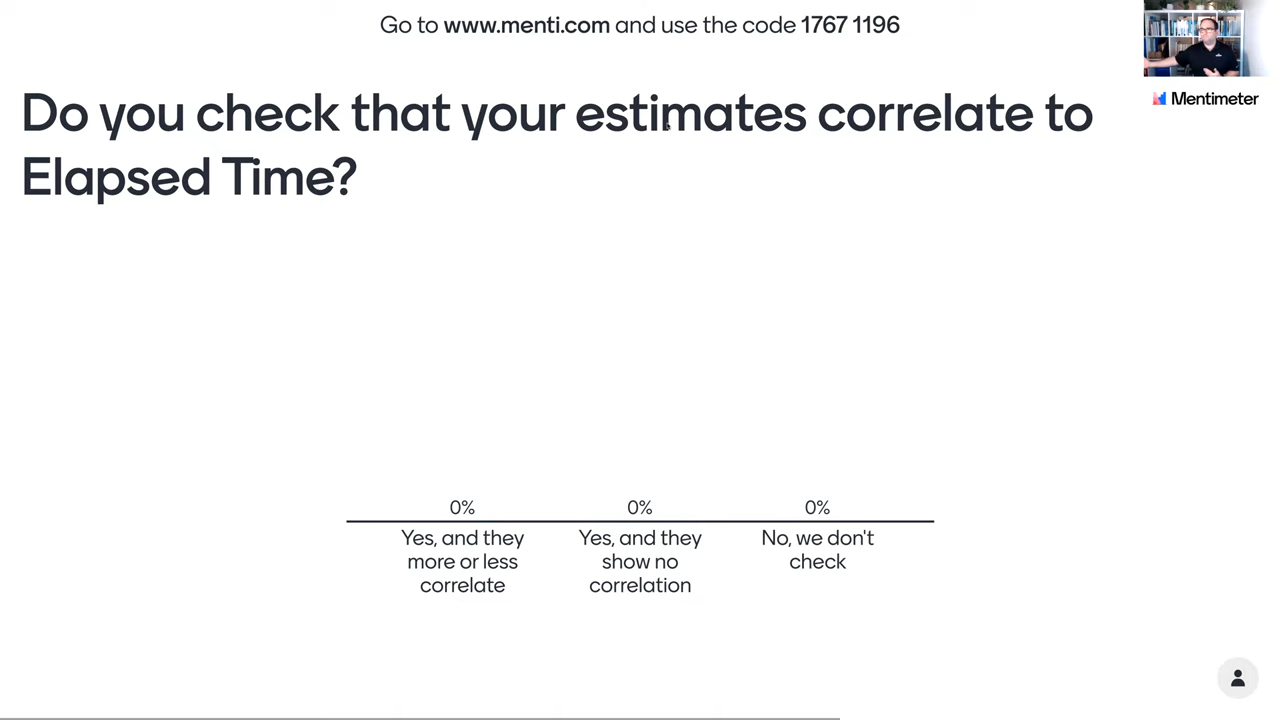 Go to www.menti.com and use the code 1767 1196
Mentimeter
Do you check that your estimates correlate to
Elapsed Time?
0%
0%
0%
Yes, and they
more or less
correlate
Yes, and they
show no
correlation
No, we don't
check